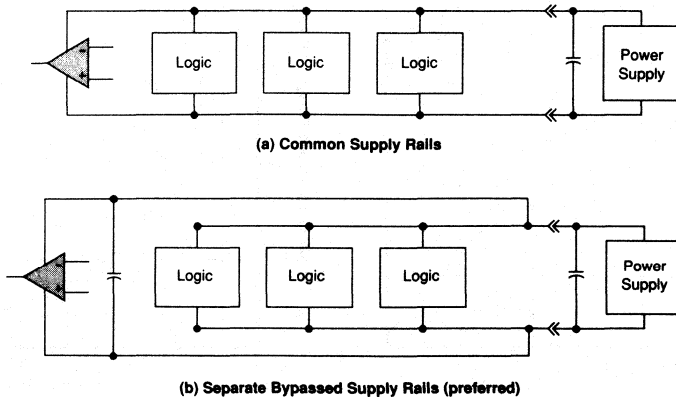 Logic
Logic
Logic
Power
Supply
(a) Common Supply Rails
Logic
Logic
Logic
Power
Supply
(b) Separate Bypassed Supply Rails (preferred)